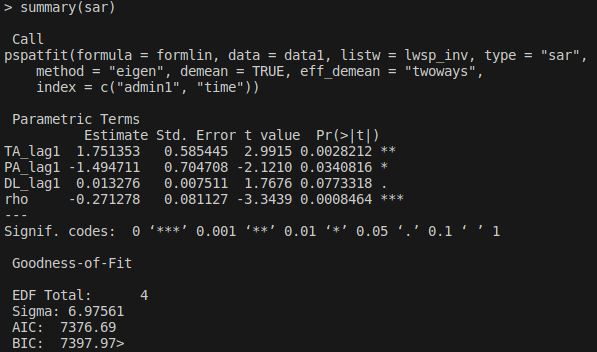 > summary(sar)
Call
pspatfit(formula = formlin, data = data1, listw = lwsp_inv, type = "sar",
method = "eigen", demean = TRUE, eff_demean = "twoways",
index = c("admin1", "time"))
Parametric Terms
Estimate Std. Error t value Pr(>|t|)
TA_lag1 1.751353 0.585445 2.9915 0.0028212 **
PA_lag1 -1.494711 0.704708 -2.1210 0.0340816 *
DL_lag1 0.013276 0.007511 1.7676 0.0773318 .
rho -0.271278 0.081127 -3.3439 0.0008464 ***
---
Signif. codes: 0 ‘***’ 0.001 ‘**’ 0.01 ‘*’ 0.05 ‘.’ 0.1 ‘ ’ 1
Goodness-of-Fit
EDF Total: 4
Sigma: 6.97561
AIC: 7376.69
BIC: 7397.97>